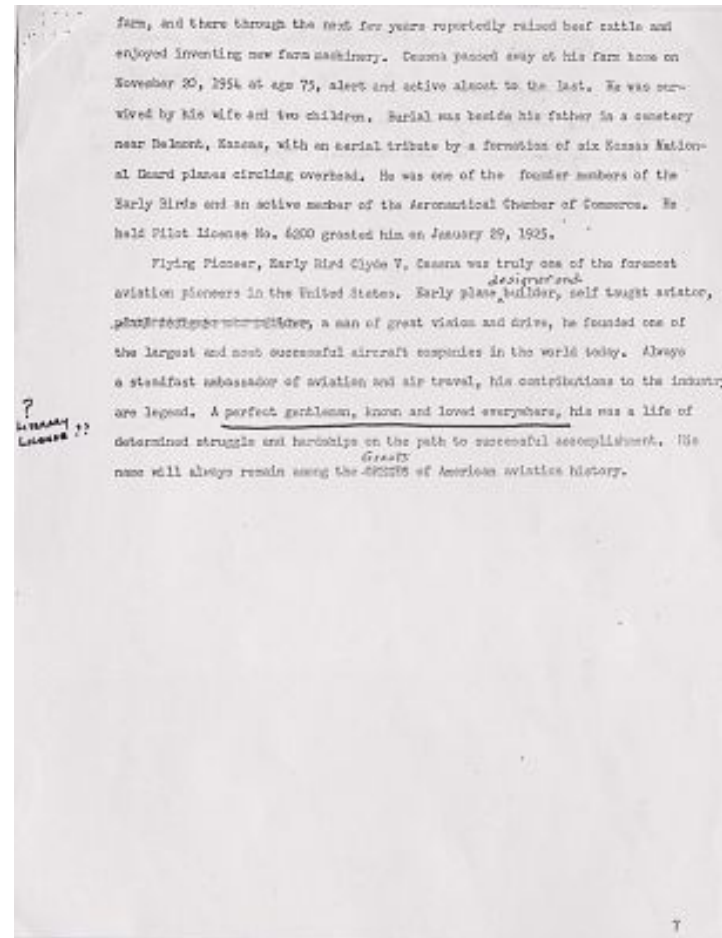 farm, and there through the next few years reportedly raised beef cattle and
enjoyed inventing new farm machinery. Cessna passed away at his farm home on
November 20, 1954 at age 75, alert and active almost to the last. He was sur-
vived by his wife and two children. Burial was beside his father in a cemetery
near Belmont, Kansas, with an aerial tribute by a formation of six Kansas Nation-
al Guard planes circling overhead. He was one of the founder members of the
Early Birds and an active member of the Aeronautical Chamber of Commerce. He
held Pilot License No. 6200 granted him on January 29, 1925.
Flying Pioneer, Early Bird Clyde V. Cessna was truly one of the foremost
designer and
aviation pioneers in the United States. Early plane builder, self taught aviator,
a man of great vision and drive, he founded one of
the largest and most successful aircraft companies in the world today. Always
a steadfast ambassador of aviation and air travel, his contributions to the industry
?
are legend. A perfect gentleman, known and loved everywhere, his was a life of
Literary
License ??
determined struggle and hardships on the path to successful accomplishment. His
Greats
name will always remain among the of American aviation history.
7